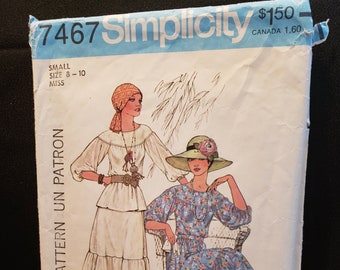 7467 Simplicity $1.50
CANADA 1.60
SMALL
SIZE 8 - 10
MISS
PATTERN UN PATRON